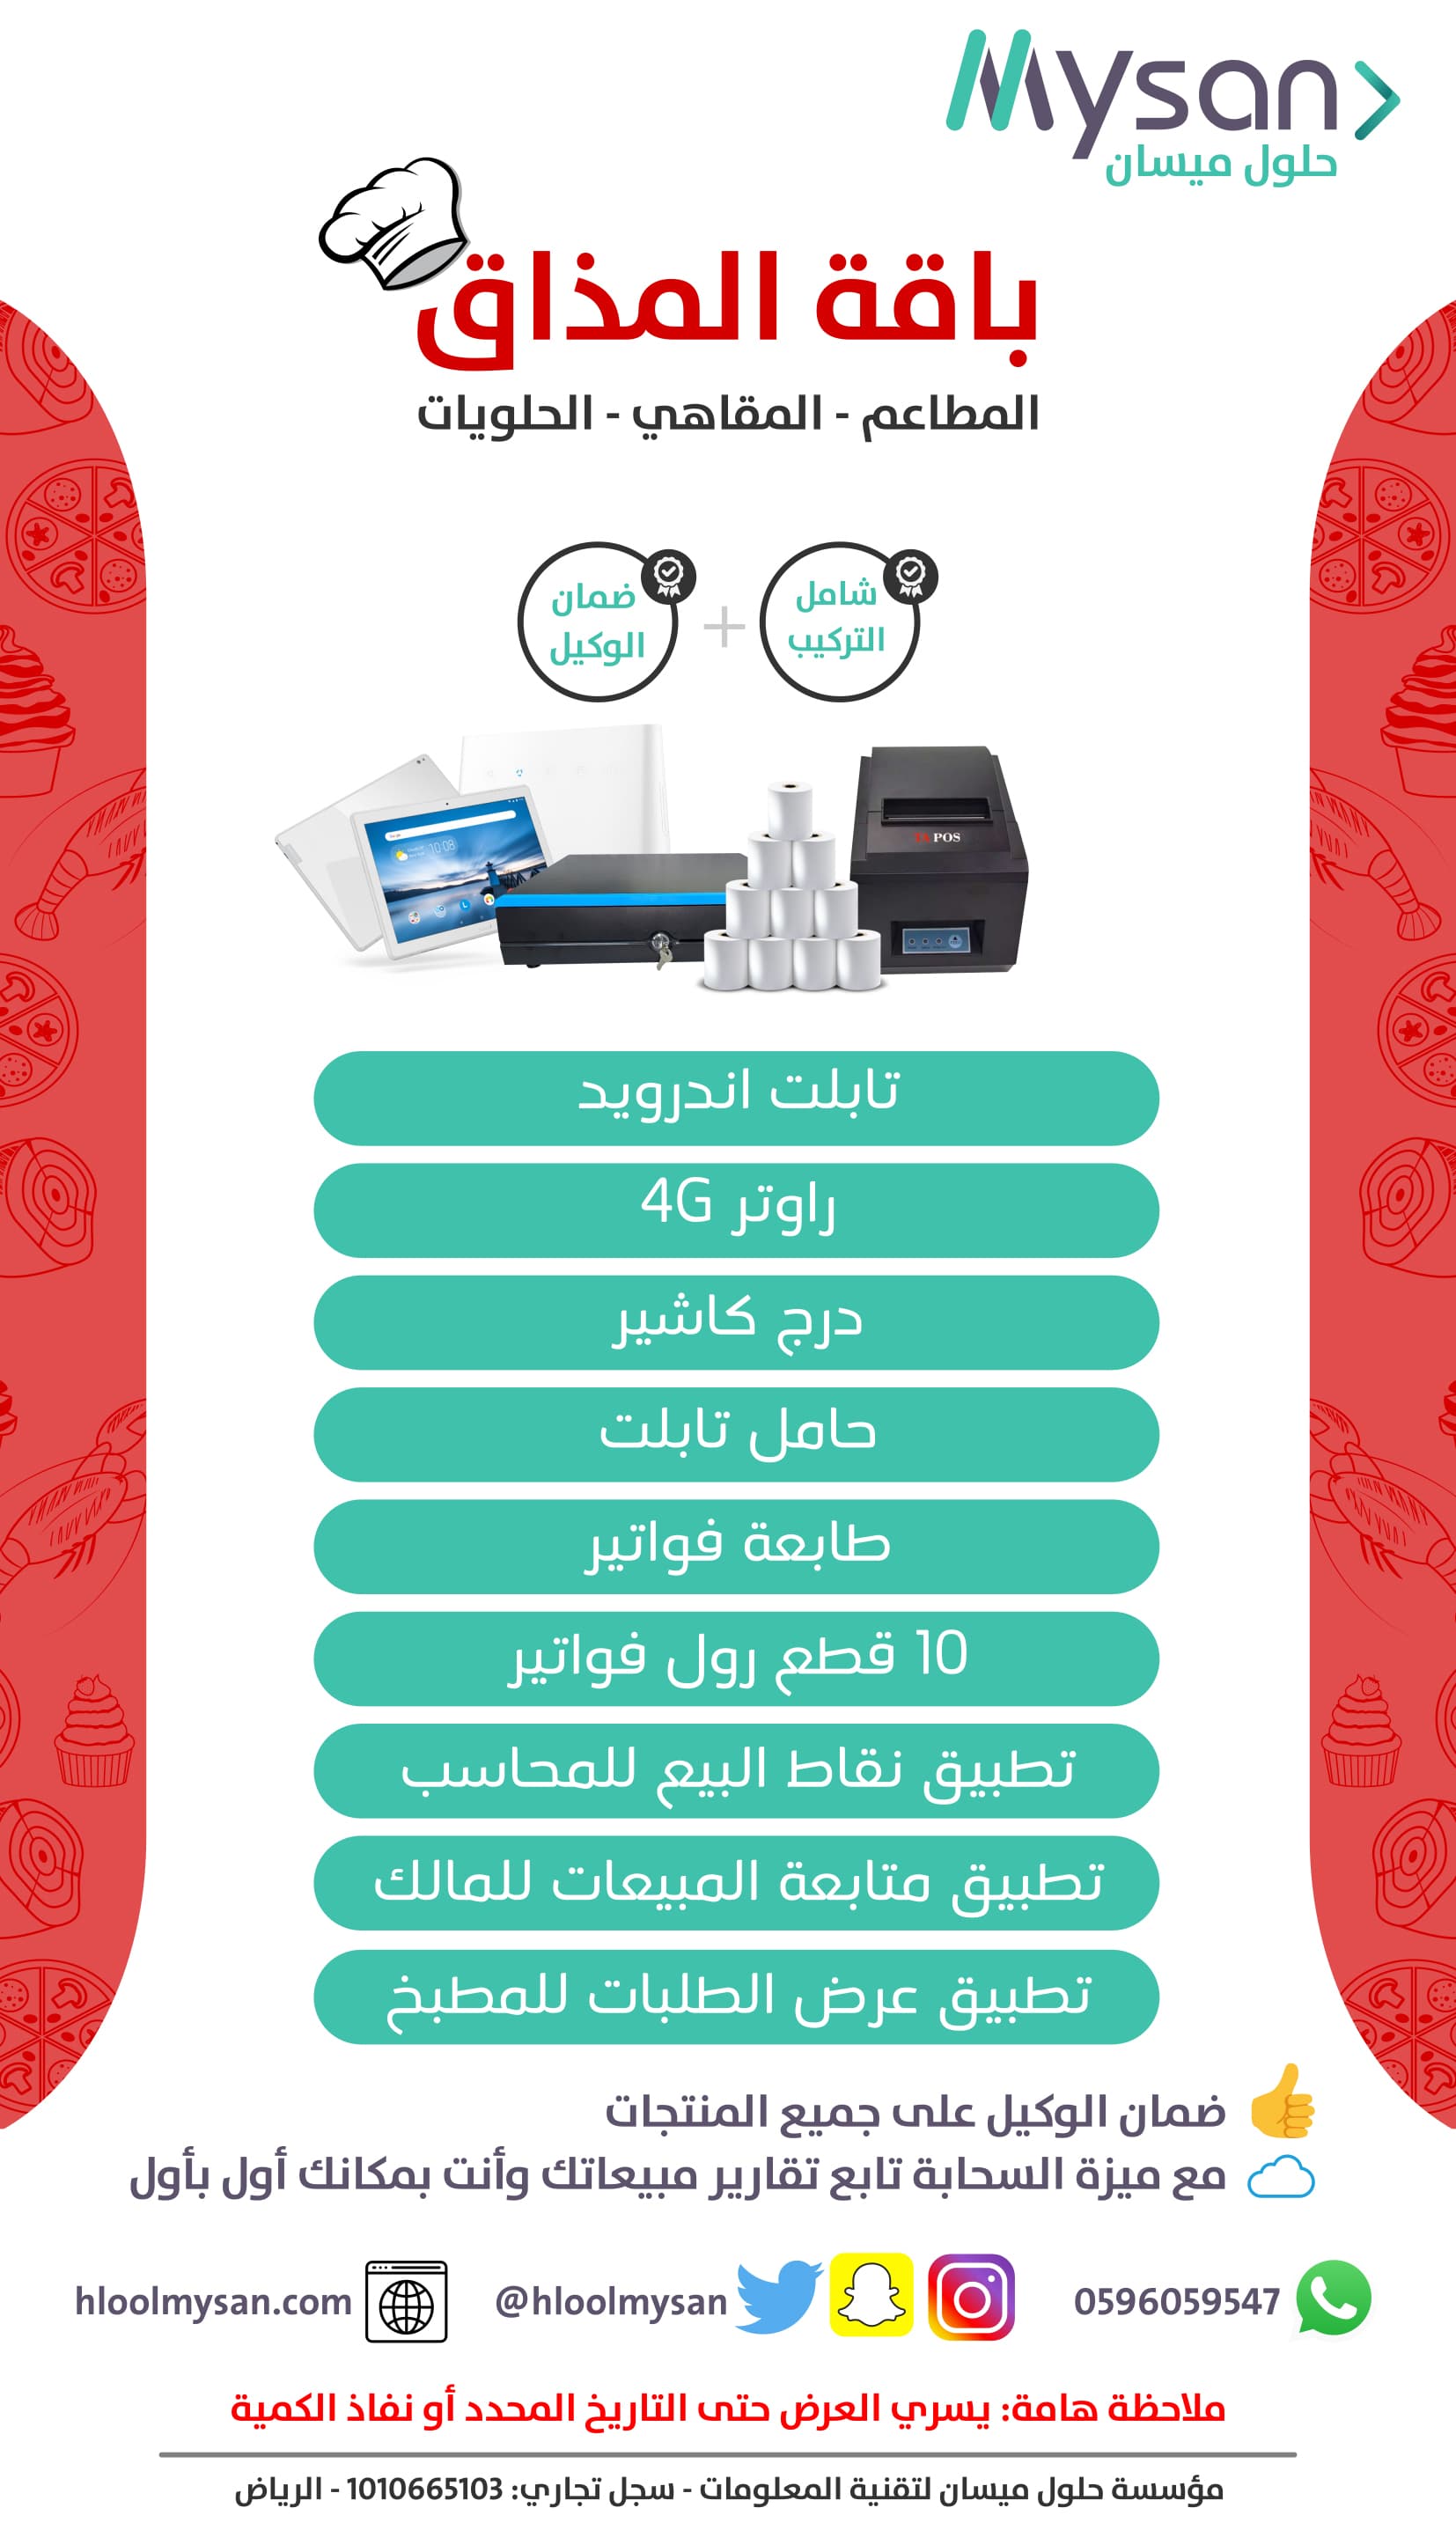 Mysan
حلول ميسان
باقة المذاق
المطاعم - المقاهي - الحلويات
شامل
التركيب
+
ضمان
الوكيل
10:08
POS
تابلت اندرويد
راوتر 4G
درج كاشير
حامل تابلت
طابعة فواتير
10 قطع رول فواتير
تطبيق نقاط البيع للمحاسب
تطبيق متابعة المبيعات للمالك
تطبيق عرض الطلبات للمطبخ
ضمان الوكيل على جميع المنتجات
مع ميزة السحابة تابع تقارير مبيعاتك وأنت بمكانك أول بأول
0596059547
@hloolmysan
hloolmysan.com
ملاحظة هامة: يسري العرض حتى التاريخ المحدد أو نفاذ الكمية
مؤسسة حلول ميسان لتقنية المعلومات - سجل تجاري: 1010665103 - الرياض